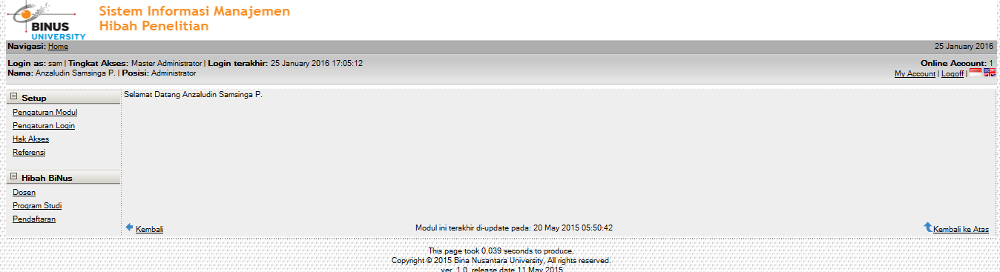 BINUS
UNIVERSITY
Sistem Informasi Manajemen
Hibah Penelitian
Navigasi: Home
25 January 2016
Login as: sam | Tingkat Akses: Master Administrator | Login terakhir: 25 January 2016 17:05:12
Online Account: 1
Nama: Anzaludin Samsinga P. | Posisi: Administrator
My Account | Logoff |
Setup
Selamat Datang Anzaludin Samsinga P.
Pengaturan Modul
Pengaturan Login
Hak Akses
Referensi
Hibah BiNus
Dosen
Program Studi
Pendaftaran
Kembali
Modul ini terakhir di-update pada: 20 May 2015 05:50:42
Kembali ke Atas
This page took 0.039 seconds to produce.
Copyright © 2015 Bina Nusantara University, All rights reserved.
ver. 1.0, release date 11 May 2015